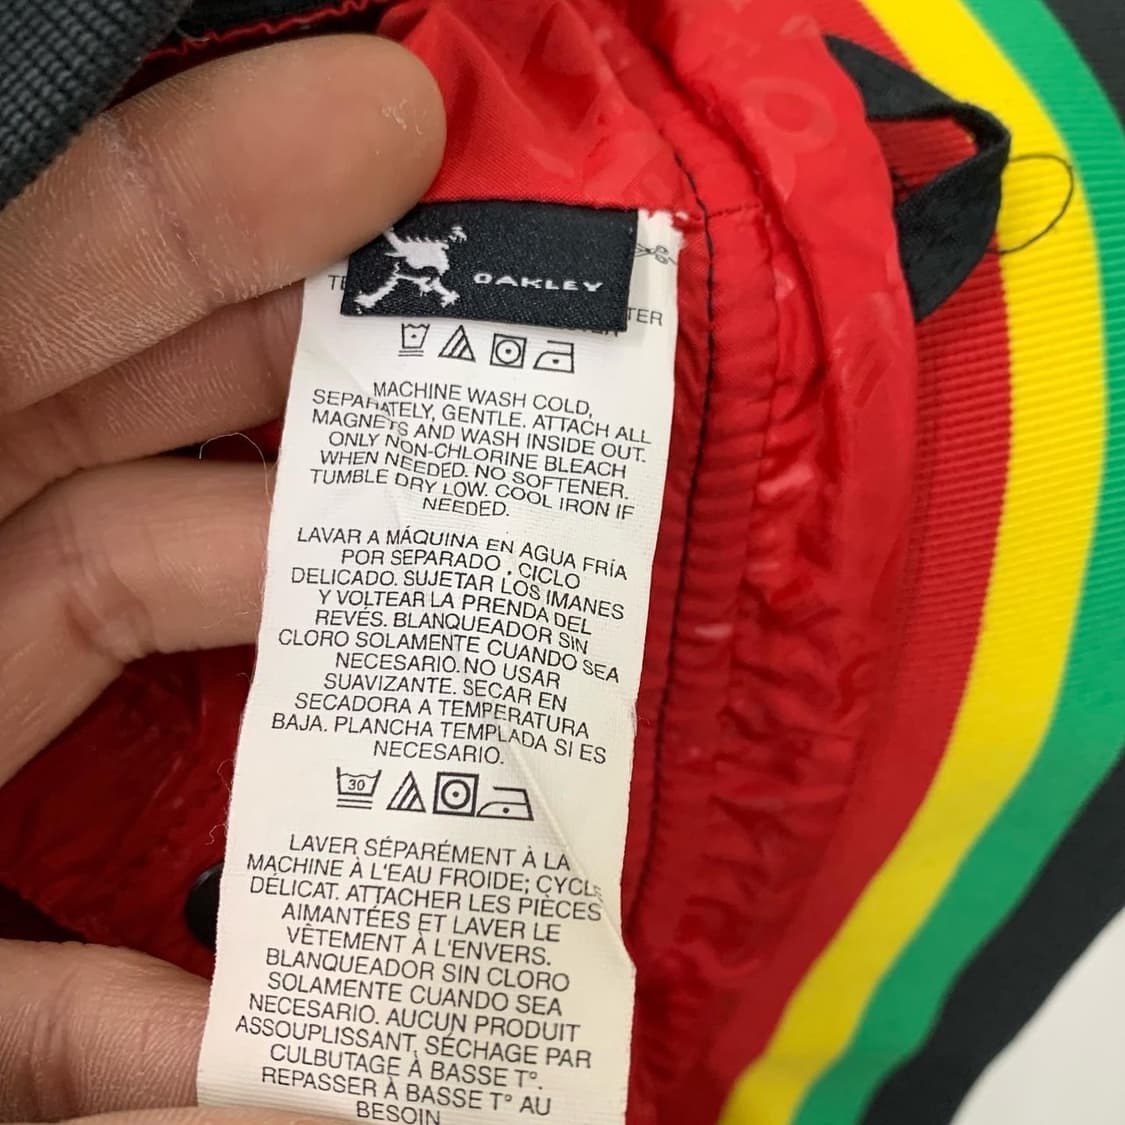 OAKLEY
TER
MACHINE WASH COLD,
SEPARATELY, GENTLE. ATTACH ALL
MAGNETS AND WASH INSIDE OUT.
ONLY NON-CHLORINE BLEACH
WHEN NEEDED. NO SOFTENER.
TUMBLE DRY LOW. COOL IRON IF
NEEDED.
LAVAR A MÁQUINA EN AGUA FRÍA
POR SEPARADO . CICLO
DELICADO. SUJETAR LOS IMANES
Y VOLTEAR LA PRENDA DEL
REVÉS. BLANQUEADOR SIN
CLORO SOLAMENTE CUANDO SEA
NECESARIO. NO USAR
SUAVIZANTE. SECAR EN
SECADORA A TEMPERATURA
BAJA. PLANCHA TEMPLADA SI ES
NECESARIO.
30
LAVER SÉPARÉMENT À LA
MACHINE À L'EAU FROIDE; CYCLE
DÉLICAT. ATTACHER LES PIÈCES
AIMANTÉES ET LAVER LE
VÊTEMENT À L'ENVERS.
BLANQUEADOR SIN CLORO
SOLAMENTE CUANDO SEA
NECESARIO. AUCUN PRODUIT
ASSOUPLISSANT, SÉCHAGE PAR
CULBUTAGE À BASSE T°.
REPASSER À BASSE T° AU
BESOIN